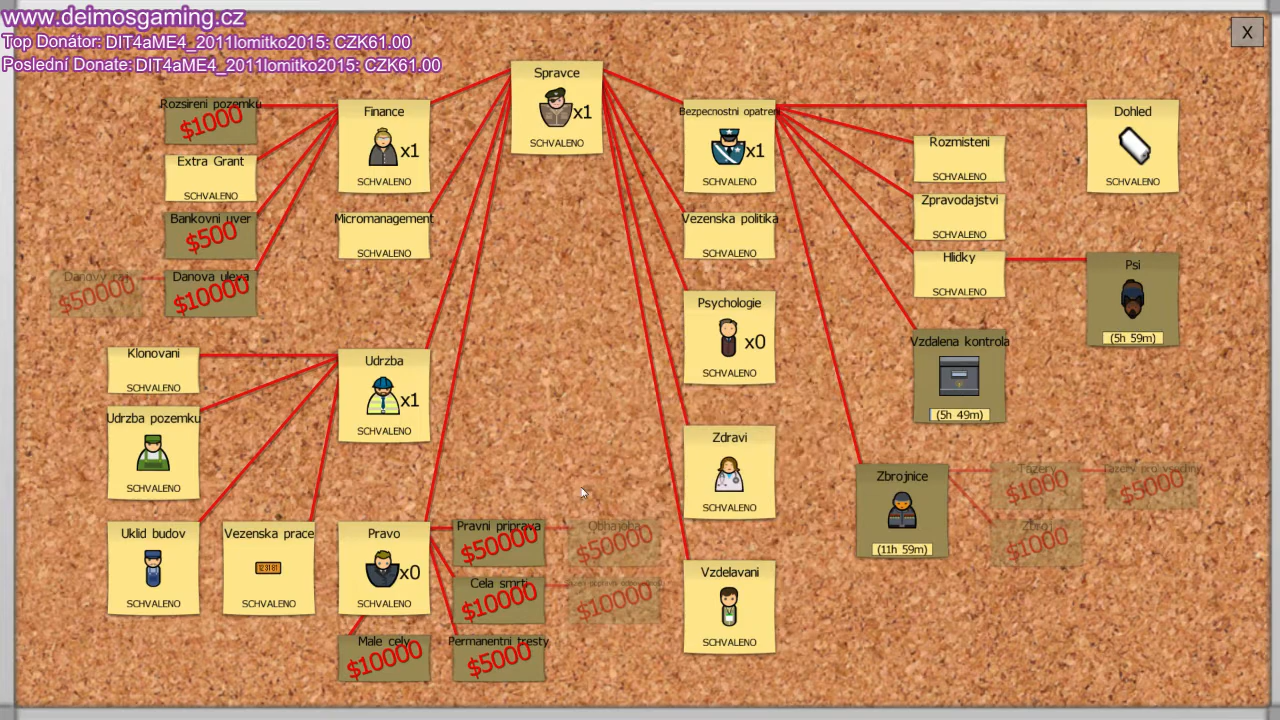 www.deimosgaming.cz
Top Donátor: DIT4aME4_2011lomitko2015: CZK61.00
Poslední Donate: DIT4aME4_2011lomitko2015: CZK61.00
X
Spravce
x1
SCHVALENO
Rozsireni pozemku
$1000
Finance
x1
SCHVALENO
Bezpecnostni opatreni
x1
SCHVALENO
Dohled
SCHVALENO
Extra Grant
SCHVALENO
Rozmisteni
SCHVALENO
Bankovni uver
$500
Micromanagement
SCHVALENO
Vezenska politika
SCHVALENO
Zpravodajstvi
SCHVALENO
Danovy raj
$50000
Danova uleva
$10000
Hlidky
SCHVALENO
Psi
(5h 59m)
Psychologie
x0
SCHVALENO
Vzdalena kontrola
(5h 49m)
Klonovani
SCHVALENO
Udrzba
x1
SCHVALENO
Udrzba pozemku
SCHVALENO
Zdravi
SCHVALENO
Zbrojnice
(11h 59m)
Tazery
$1000
Tazery pro vsechny
$5000
Zbroj
$1000
Uklid budov
SCHVALENO
Vezenska prace
SCHVALENO
Pravo
x0
SCHVALENO
Pravni priprava
$50000
Obhajoba
$50000
Cela smrti
$10000
$10000
Vzdelavani
SCHVALENO
Male cely
$10000
Permanentni tresty
$5000